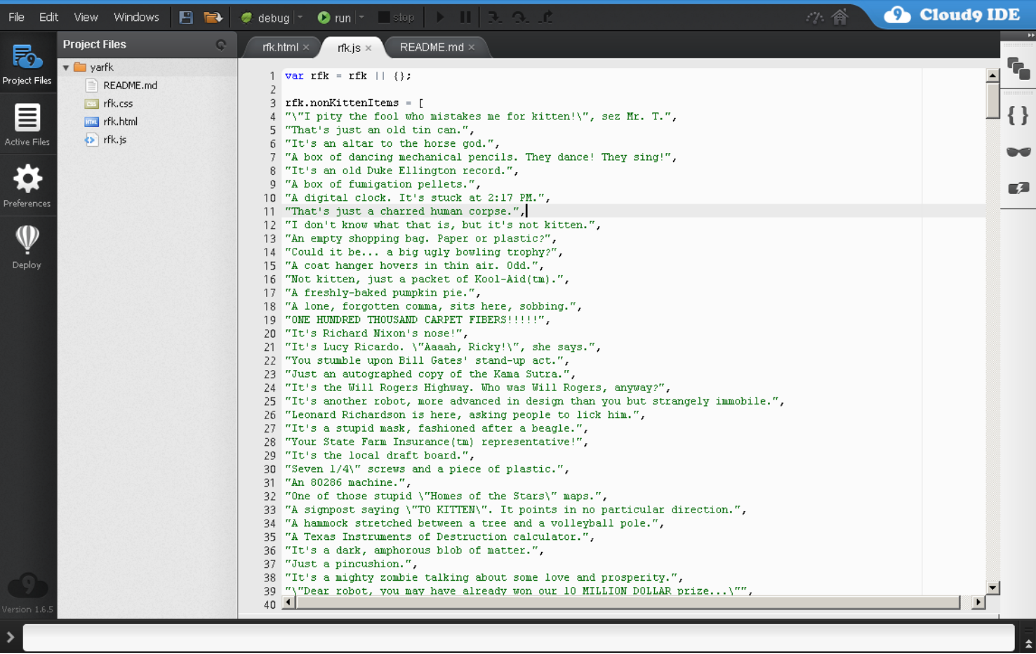 File Edit View Windows debug run stop Cloud9 IDE
Project Files
Active Files
Preferences
Deploy
9
Version 1.6.5
Project Files
yarfk
README.md
rfk.css
rfk.html
rfk.js
rfk.html × rfk.js × README.md ×
1 var rfk = rfk || {};
2
3 rfk.nonKittenItems = [
4 "\"I pity the fool who mistakes me for kitten!\", sez Mr. T.",
5 "That's just an old tin can.",
6 "It's an altar to the horse god.",
7 "A box of dancing mechanical pencils. They dance! They sing!",
8 "It's an old Duke Ellington record.",
9 "A box of fumigation pellets.",
10 "A digital clock. It's stuck at 2:17 PM.",
11 "That's just a charred human corpse.",
12 "I don't know what that is, but it's not kitten.",
13 "An empty shopping bag. Paper or plastic?",
14 "Could it be... a big ugly bowling trophy?",
15 "A coat hanger hovers in thin air. Odd.",
16 "Not kitten, just a packet of Kool-Aid(tm).",
17 "A freshly-baked pumpkin pie.",
18 "A lone, forgotten comma, sits here, sobbing.",
19 "ONE HUNDRED THOUSAND CARPET FIBERS!!!!!",
20 "It's Richard Nixon's nose!",
21 "It's Lucy Ricardo. \"Aaaah, Ricky!\", she says.",
22 "You stumble upon Bill Gates' stand-up act.",
23 "Just an autographed copy of the Kama Sutra.",
24 "It's the Will Rogers Highway. Who was Will Rogers, anyway?",
25 "It's another robot, more advanced in design than you but strangely immobile.",
26 "Leonard Richardson is here, asking people to lick him.",
27 "It's a stupid mask, fashioned after a beagle.",
28 "Your State Farm Insurance(tm) representative!",
29 "It's the local draft board.",
30 "Seven 1/4\" screws and a piece of plastic.",
31 "An 80286 machine.",
32 "One of those stupid \"Homes of the Stars\" maps.",
33 "A signpost saying \"TO KITTEN\". It points in no particular direction.",
34 "A hammock stretched between a tree and a volleyball pole.",
35 "A Texas Instruments of Destruction calculator.",
36 "It's a dark, amphorous blob of matter.",
37 "Just a pincushion.",
38 "It's a mighty zombie talking about some love and prosperity.",
39 "\"Dear robot, you may have already won our 10 MILLION DOLLAR prize...\"",
40